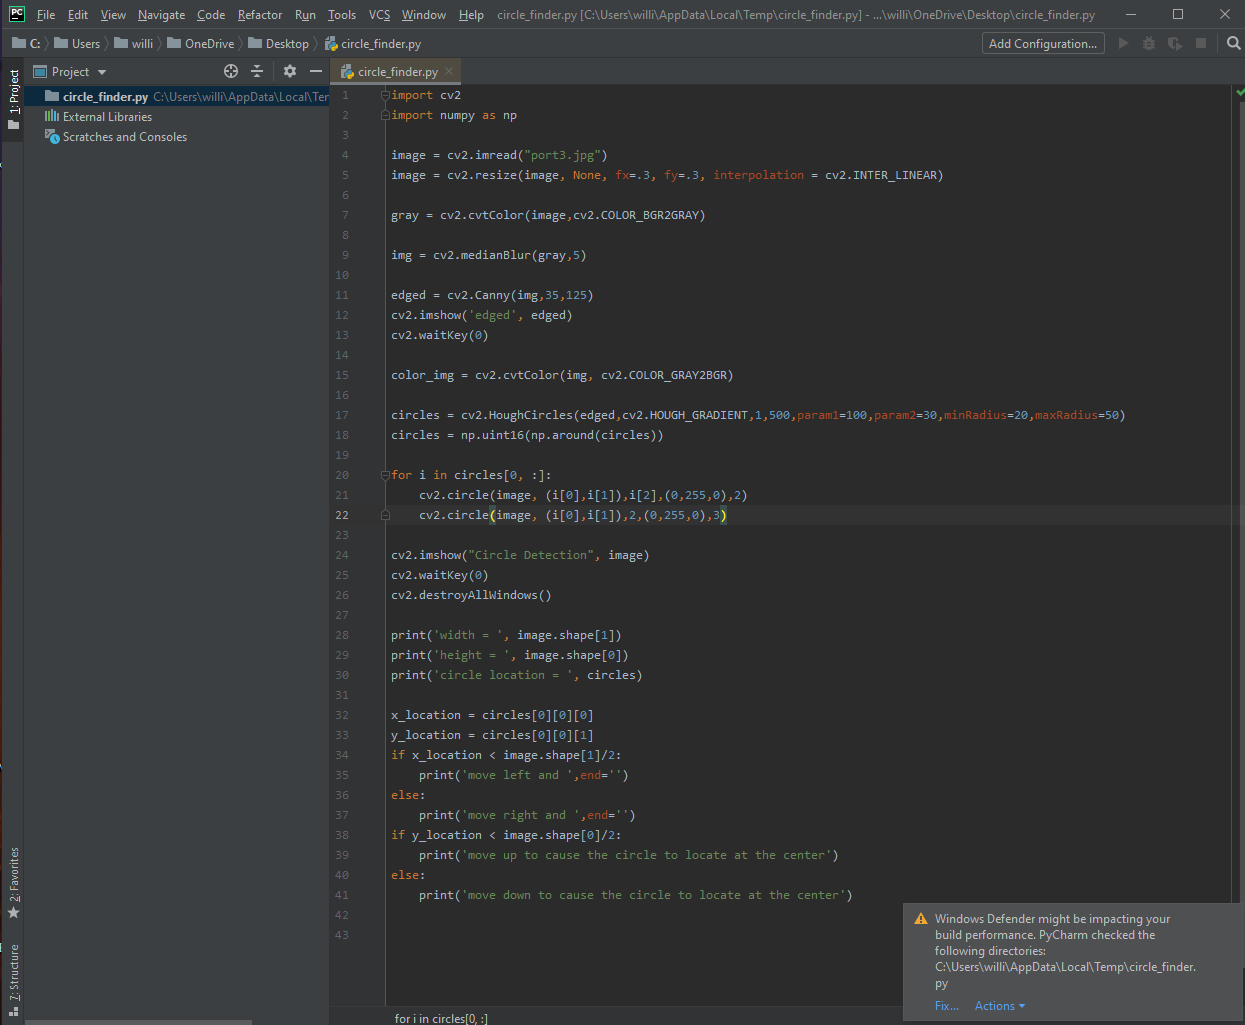 PC File Edit View Navigate Code Refactor Run Tools VCS Window Help circle_finder.py [C:\Users\willi\AppData\Local\Temp\circle_finder.py] - ...\willi\OneDrive\Desktop\circle_finder.py
C: Users willi OneDrive Desktop circle_finder.py Add Configuration...
1: Project
Project circle_finder.py
circle_finder.py C:\Users\willi\AppData\Local\Ter
External Libraries
Scratches and Consoles
2: Favorites
7: Structure
1 import cv2
2 import numpy as np
3
4 image = cv2.imread("port3.jpg")
5 image = cv2.resize(image, None, fx=.3, fy=.3, interpolation = cv2.INTER_LINEAR)
6
7 gray = cv2.cvtColor(image,cv2.COLOR_BGR2GRAY)
8
9 img = cv2.medianBlur(gray,5)
10
11 edged = cv2.Canny(img,35,125)
12 cv2.imshow('edged', edged)
13 cv2.waitKey(0)
14
15 color_img = cv2.cvtColor(img, cv2.COLOR_GRAY2BGR)
16
17 circles = cv2.HoughCircles(edged,cv2.HOUGH_GRADIENT,1,500,param1=100,param2=30,minRadius=20,maxRadius=50)
18 circles = np.uint16(np.around(circles))
19
20 for i in circles[0, :]:
21 cv2.circle(image, (i[0],i[1]),i[2],(0,255,0),2)
22 cv2.circle(image, (i[0],i[1]),2,(0,255,0),3)
23
24 cv2.imshow("Circle Detection", image)
25 cv2.waitKey(0)
26 cv2.destroyAllWindows()
27
28 print('width = ', image.shape[1])
29 print('height = ', image.shape[0])
30 print('circle location = ', circles)
31
32 x_location = circles[0][0][0]
33 y_location = circles[0][0][1]
34 if x_location < image.shape[1]/2:
35 print('move left and ',end='')
36 else:
37 print('move right and ',end='')
38 if y_location < image.shape[0]/2:
39 print('move up to cause the circle to locate at the center')
40 else:
41 print('move down to cause the circle to locate at the center')
42
43
Windows Defender might be impacting your
build performance. PyCharm checked the
following directories:
C:\Users\willi\AppData\Local\Temp\circle_finder.
py
Fix... Actions
for i in circles[0, :]